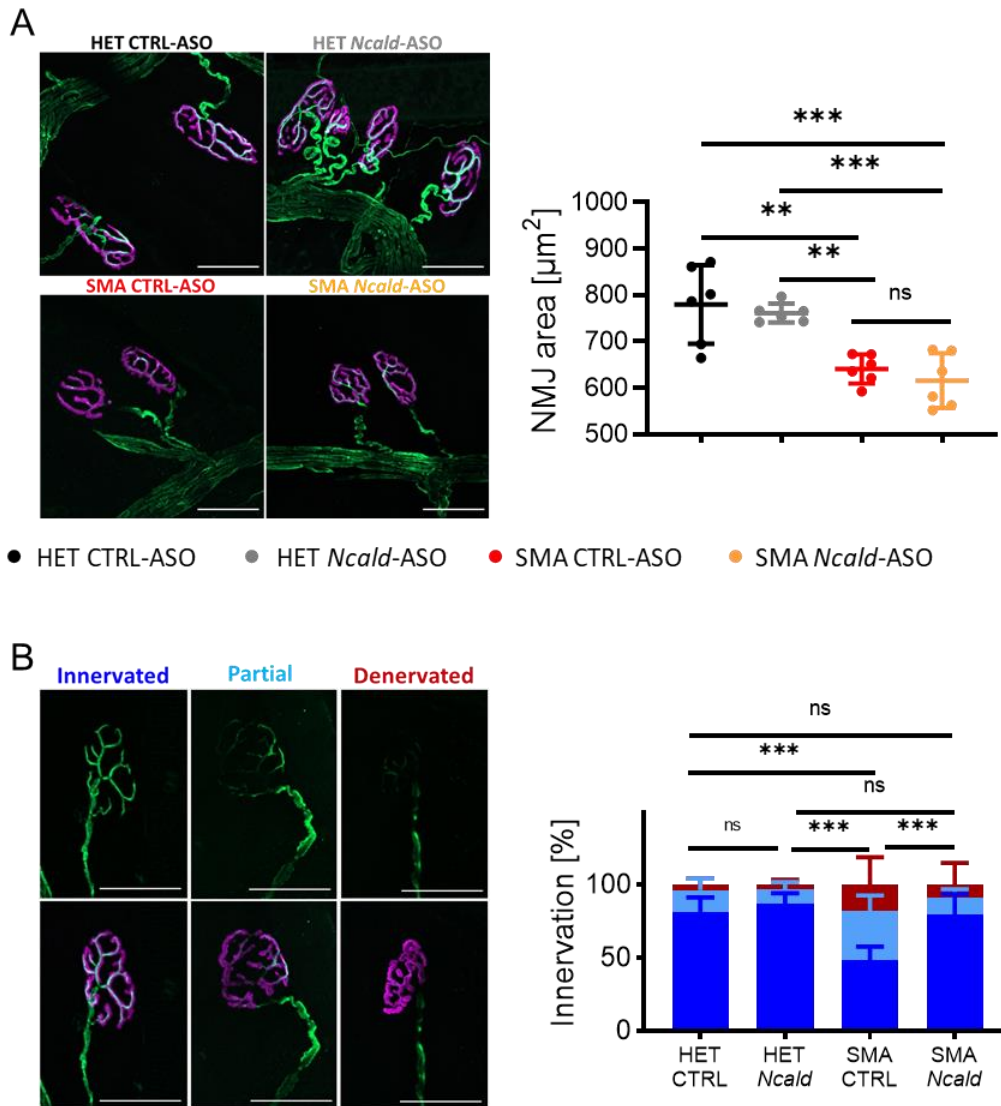 A
HET CTRL-ASO
HET Ncald-ASO
SMA CTRL-ASO
SMA Ncald-ASO
***
***
**
**
ns
NMJ area [µm²]
1000
900
800
700
600
500
HET CTRL-ASO
HET Ncald-ASO
SMA CTRL-ASO
SMA Ncald-ASO
B
Innervated
Partial
Denervated
ns
***
ns
ns
***
***
Innervation [%]
100
50
0
HET CTRL
HET Ncald
SMA CTRL
SMA Ncald